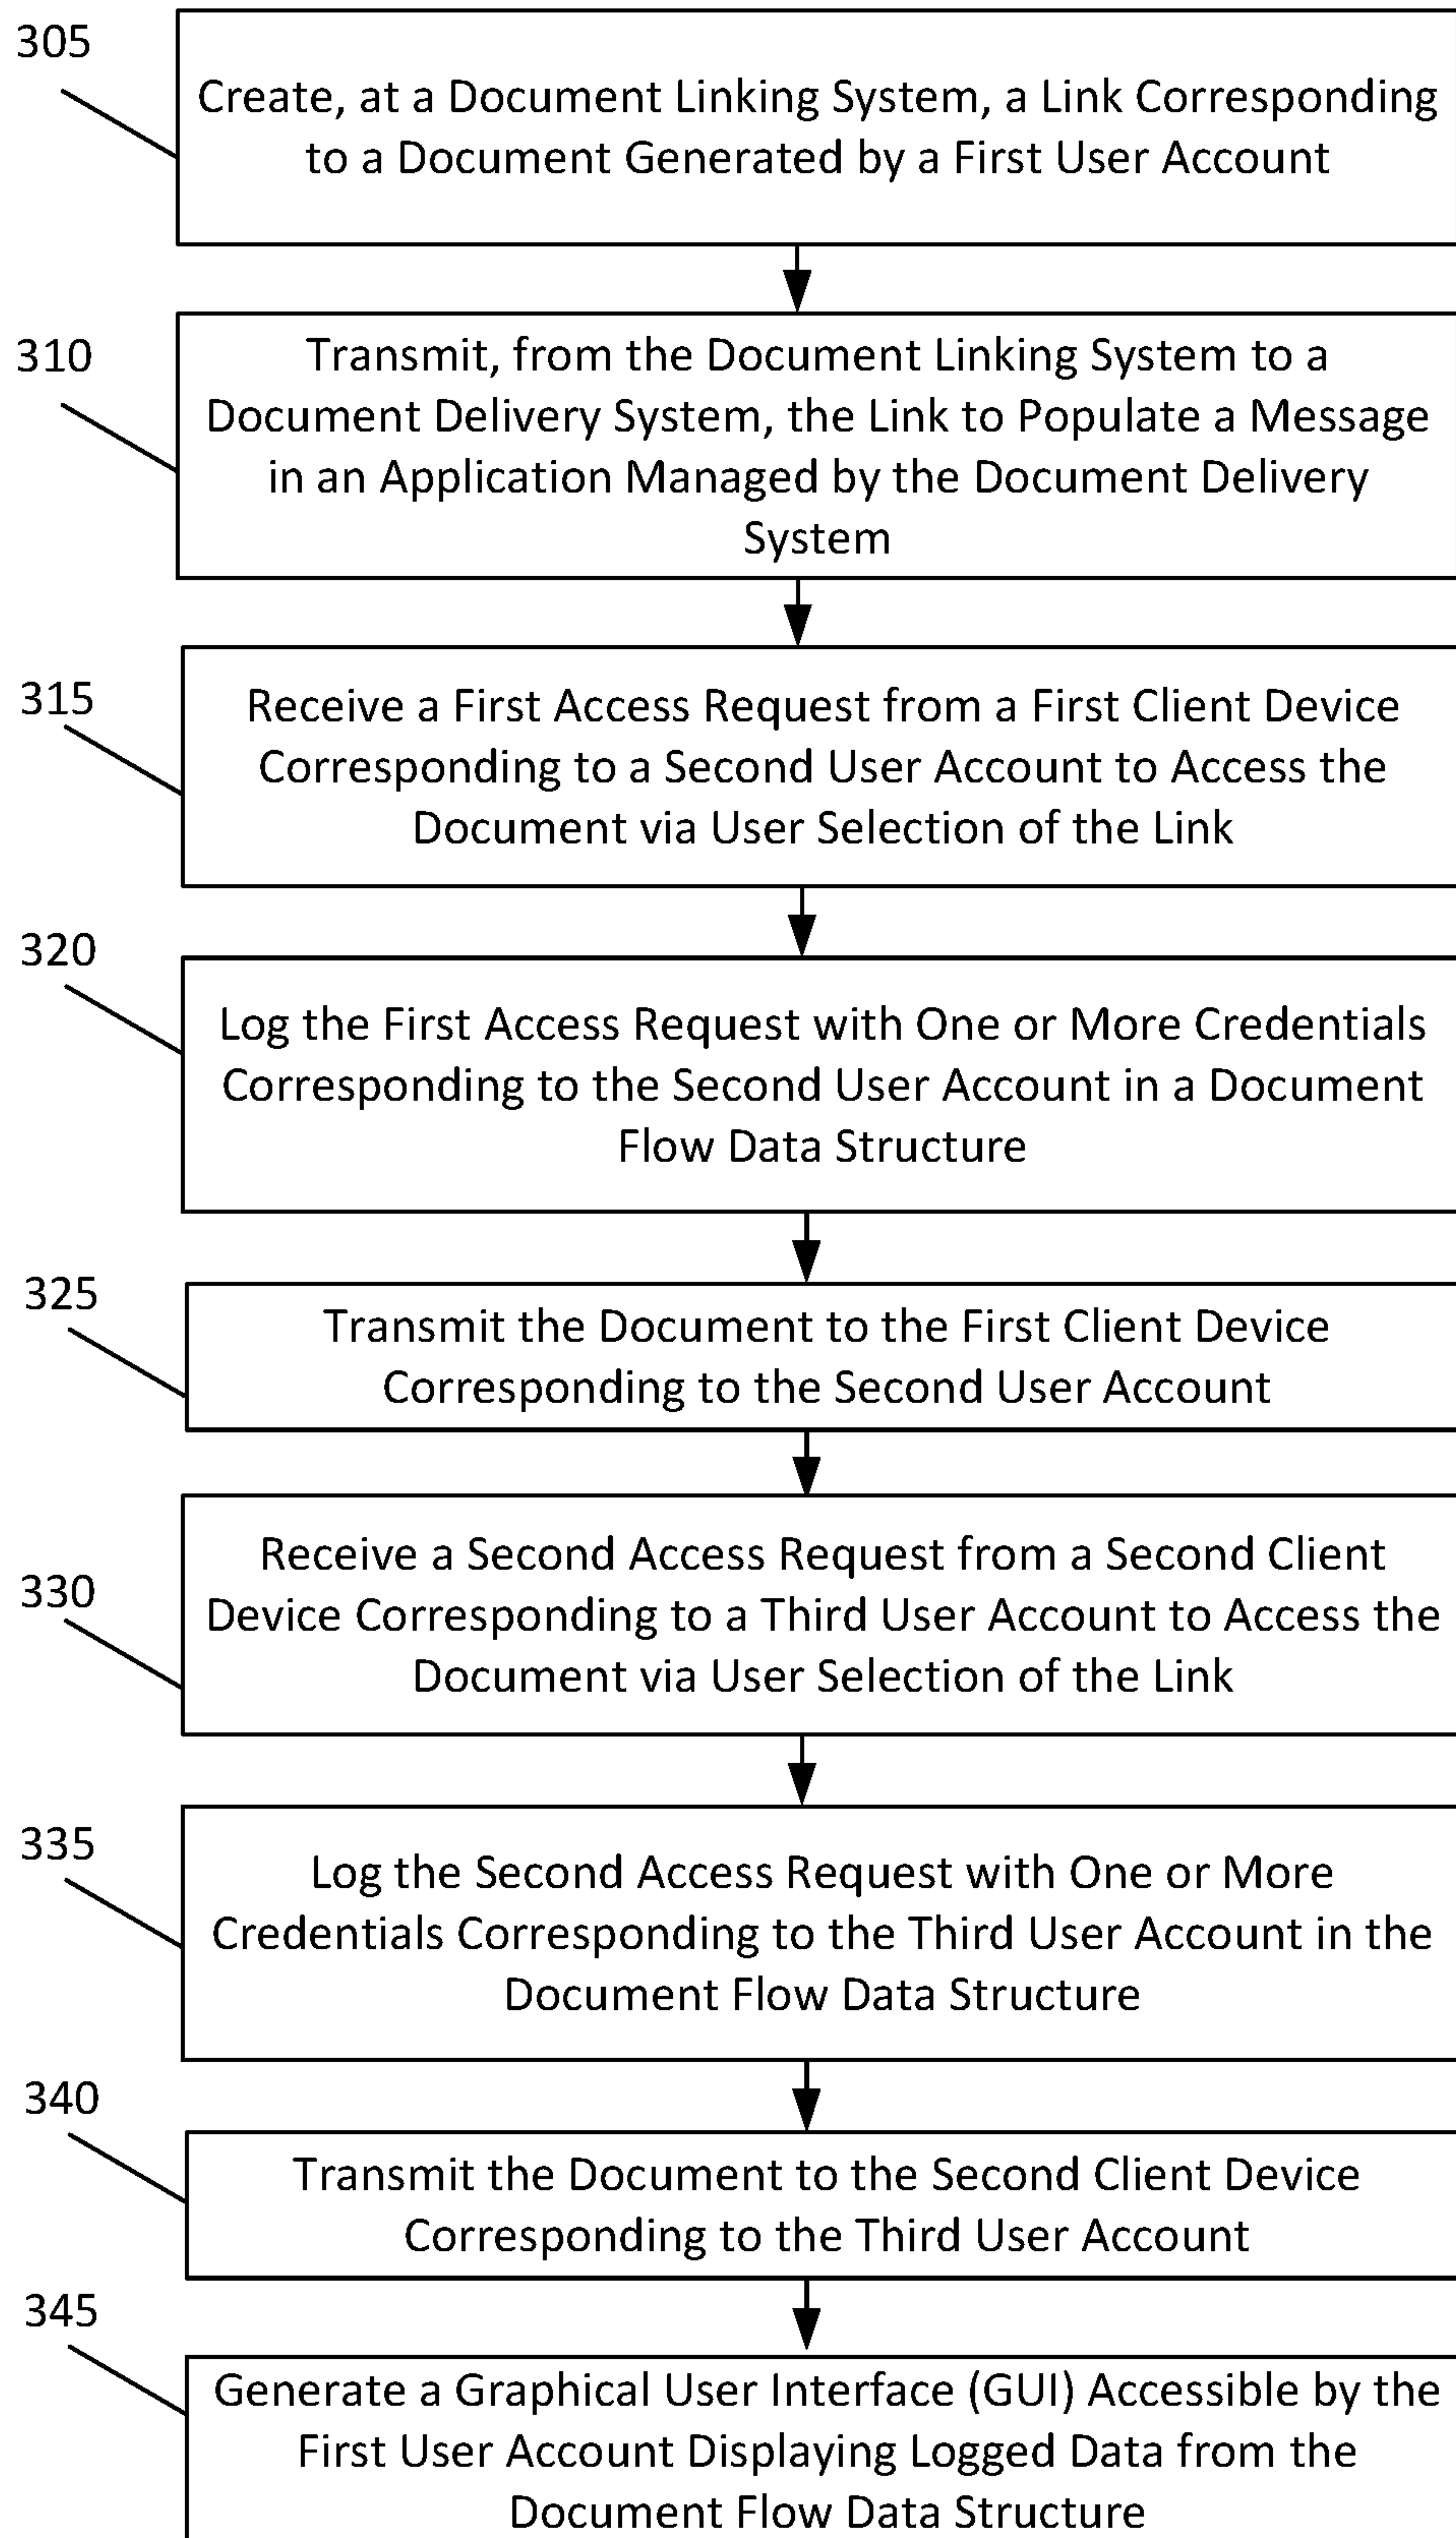 305
Create, at a Document Linking System, a Link Corresponding
to a Document Generated by a First User Account
310
Transmit, from the Document Linking System to a
Document Delivery System, the Link to Populate a Message
in an Application Managed by the Document Delivery
System
315
Receive a First Access Request from a First Client Device
Corresponding to a Second User Account to Access the
Document via User Selection of the Link
320
Log the First Access Request with One or More Credentials
Corresponding to the Second User Account in a Document
Flow Data Structure
325
Transmit the Document to the First Client Device
Corresponding to the Second User Account
330
Receive a Second Access Request from a Second Client
Device Corresponding to a Third User Account to Access the
Document via User Selection of the Link
335
Log the Second Access Request with One or More
Credentials Corresponding to the Third User Account in the
Document Flow Data Structure
340
Transmit the Document to the Second Client Device
Corresponding to the Third User Account
345
Generate a Graphical User Interface (GUI) Accessible by the
First User Account Displaying Logged Data from the
Document Flow Data Structure